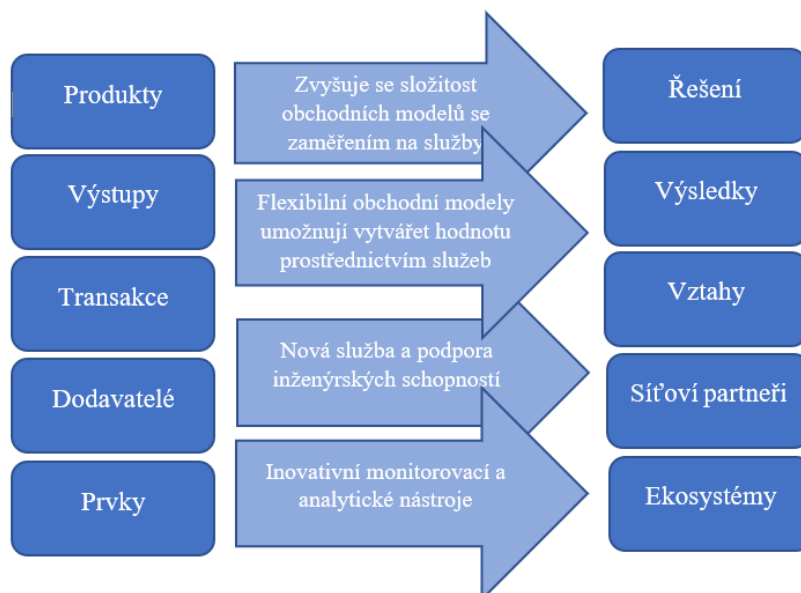 Produkty
Výstupy
Transakce
Dodavatelé
Prvky
Zvyšuje se složitost
obchodních modelů se
zaměřením na služby
Flexibilní obchodní modely
umožnují vytvářet hodnotu
prostřednictvím služeb
Nová služba a podpora
inženýrských schopností
Inovativní monitorovací a
analytické nástroje
Řešení
Výsledky
Vztahy
Síťoví partneři
Ekosystémy